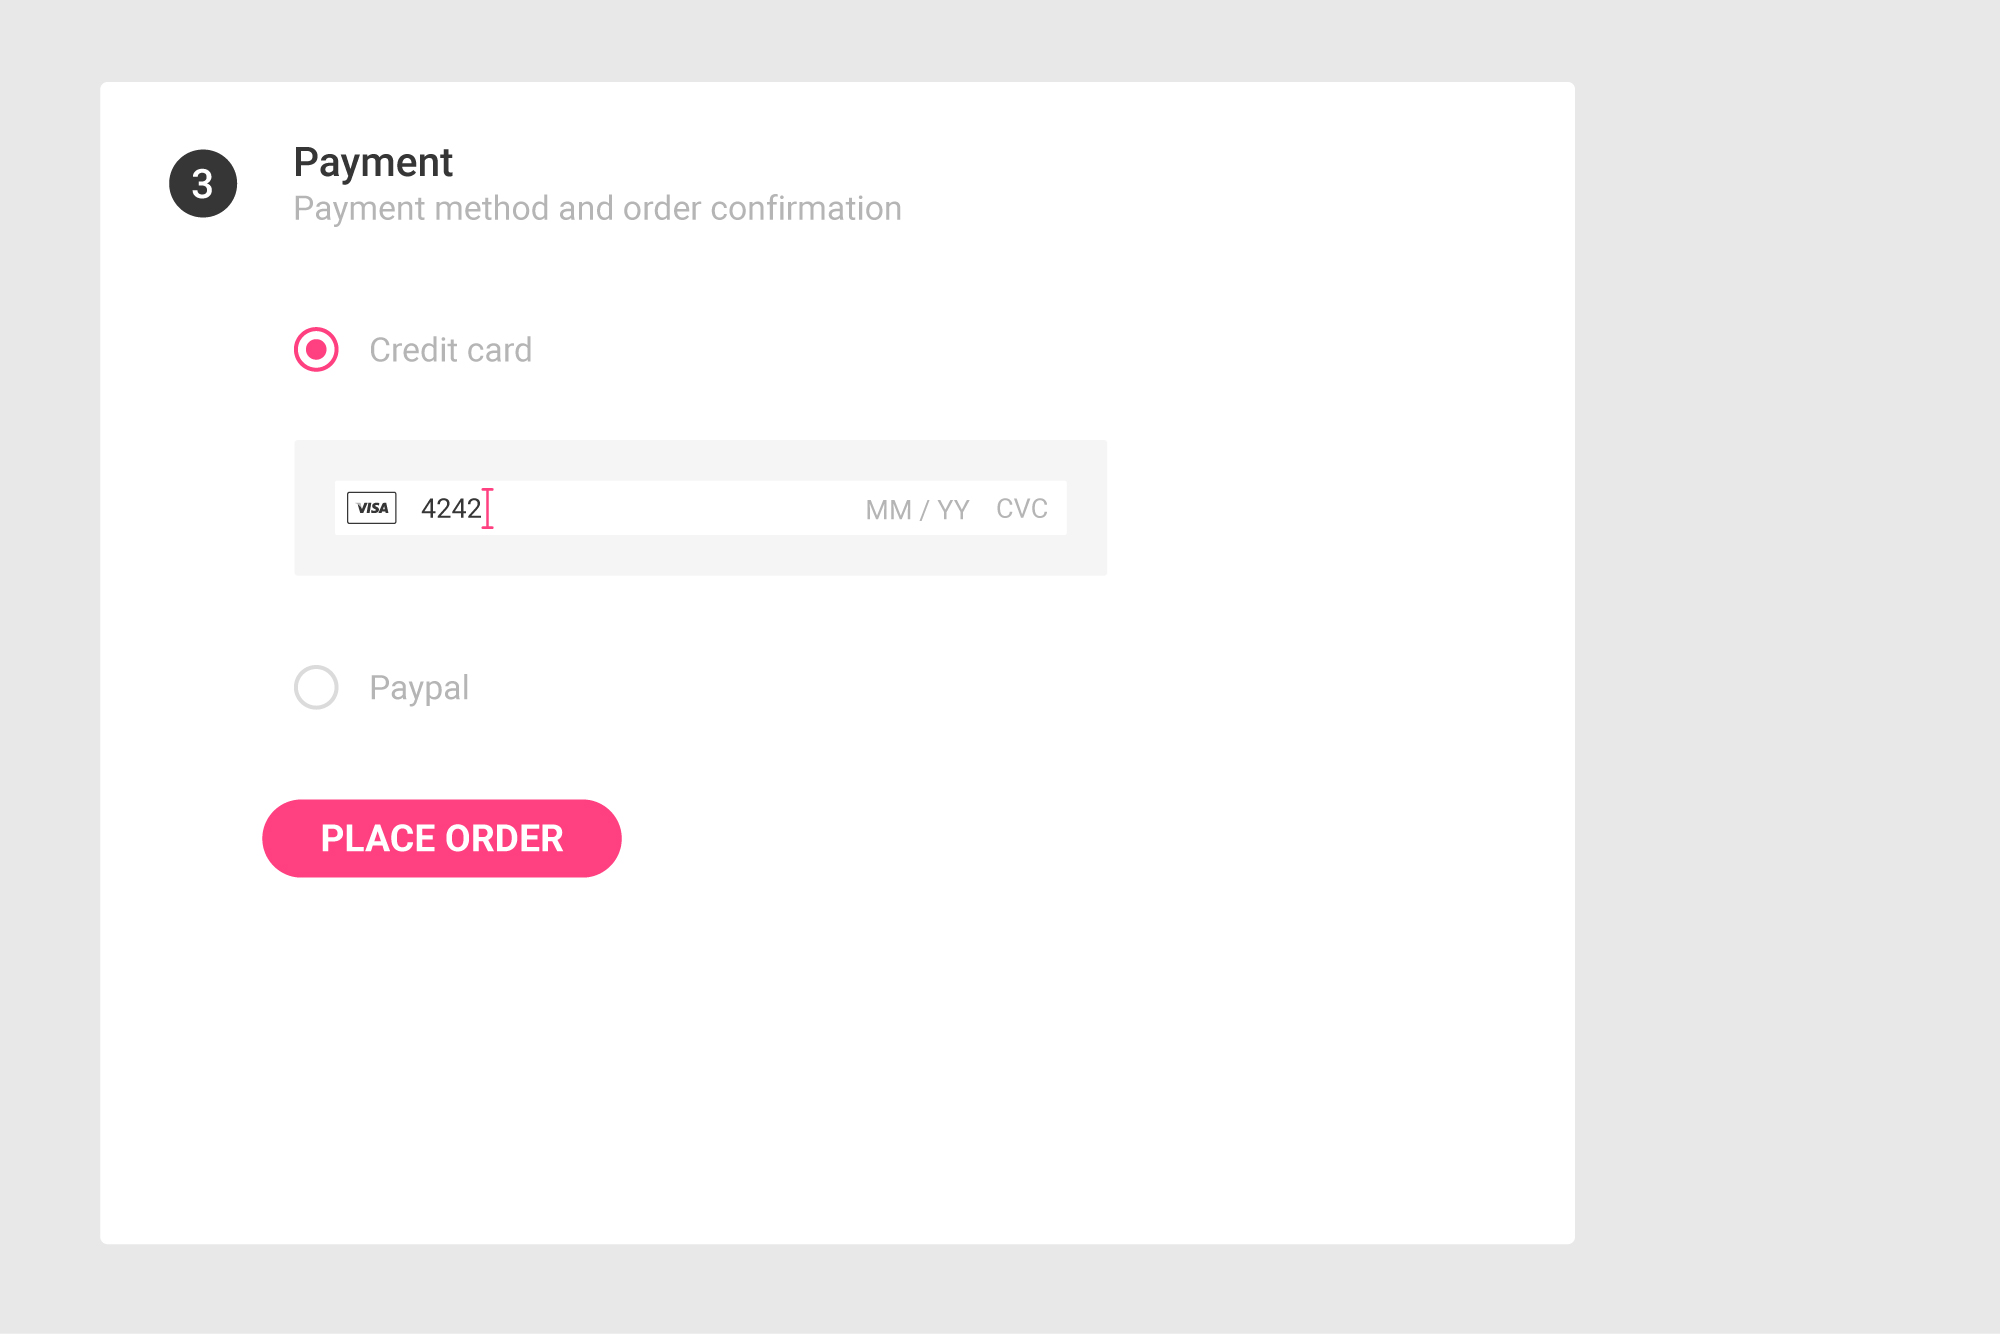 3
Payment
Payment method and order confirmation
Credit card
VISA 4242 MM / YY CVC
Paypal
PLACE ORDER